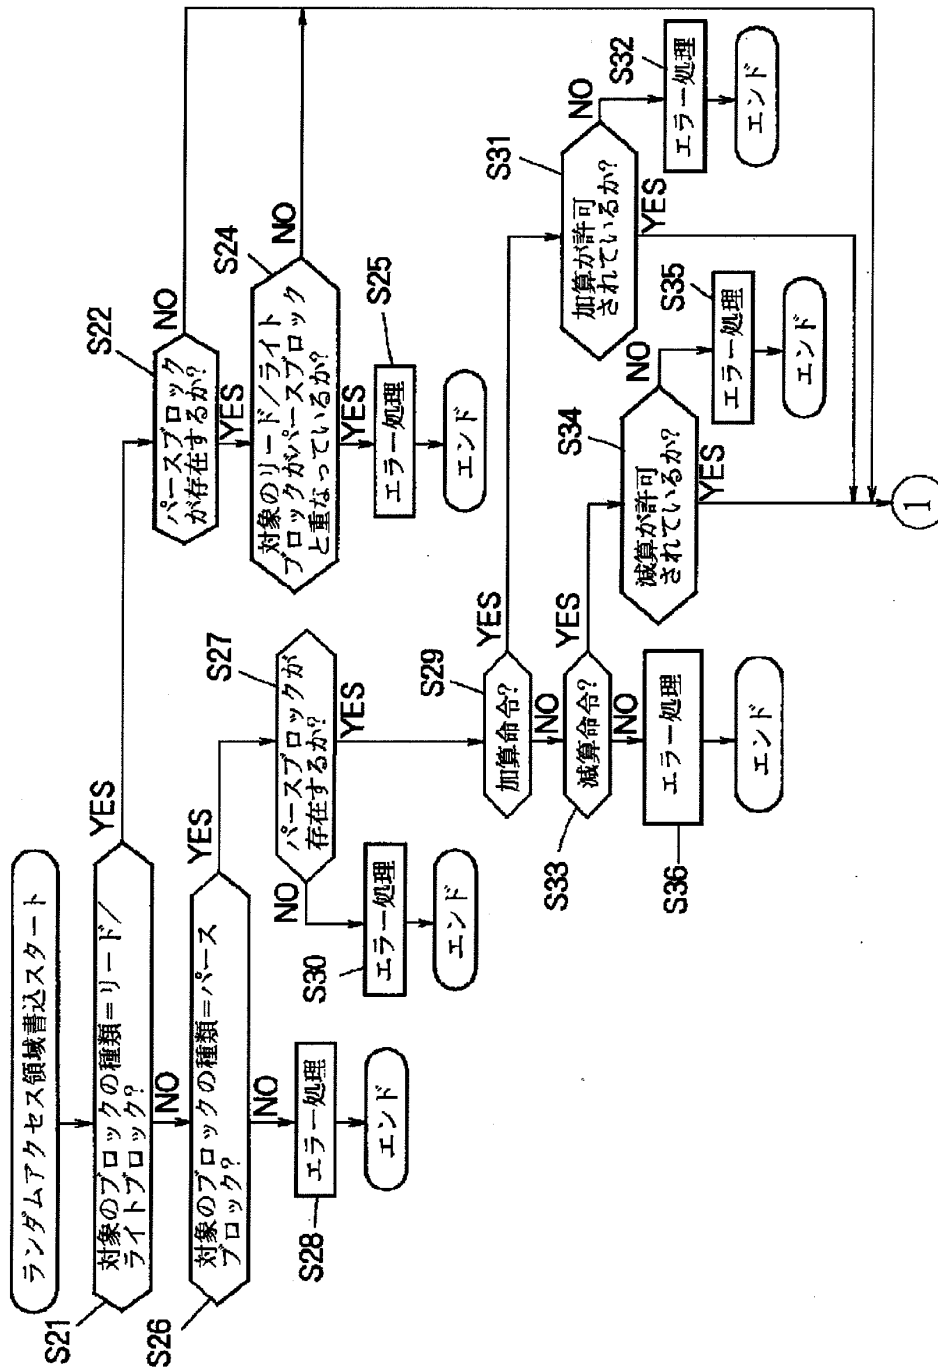 ランダムアクセス領域書込スタート
S21
対象のブロックの種類=リード/
ライトブロック?
YES
NO
S22
パースブロック
が存在するか?
NO
YES
S24
対象のリード/ライト
ブロックがパースブロック
と重なっているか?
NO
YES
S25
エラー処理
エンド
S26
対象のブロックの種類=パース
ブロック?
YES
NO
S28
エラー処理
エンド
S27
パースブロックが
存在するか?
NO
YES
S30
エラー処理
エンド
S29
加算命令?
YES
NO
S31
加算が許可
されているか?
NO
YES
S32
エラー処理
エンド
S33
減算命令?
YES
NO
S34
減算が許可
されているか?
NO
YES
S35
エラー処理
エンド
S36
エラー処理
エンド
1